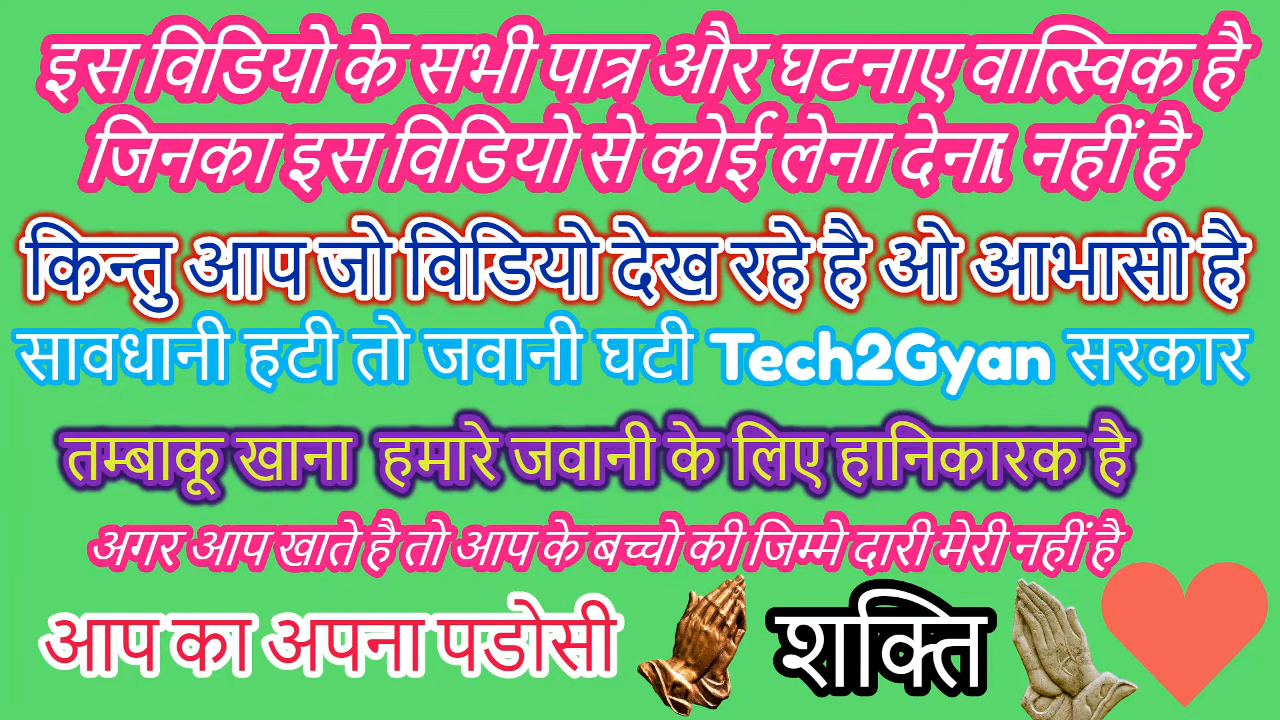 इस विडियो के सभी पात्र और घटनाए वात्स्विक है
जिनका इस विडियो से कोई लेना देना नहीं है
किन्तु आप जो विडियो देख रहे है ओ आभासी है
सावधानी हटी तो जवानी घटी Tech2Gyan सरकार
तम्बाकू खाना हमारे जवानी के लिए हानिकारक है
अगर आप खाते है तो आप के बच्चो की जिम्मे दारी मेरी नहीं है
आप का अपना पडोसी शक्ति